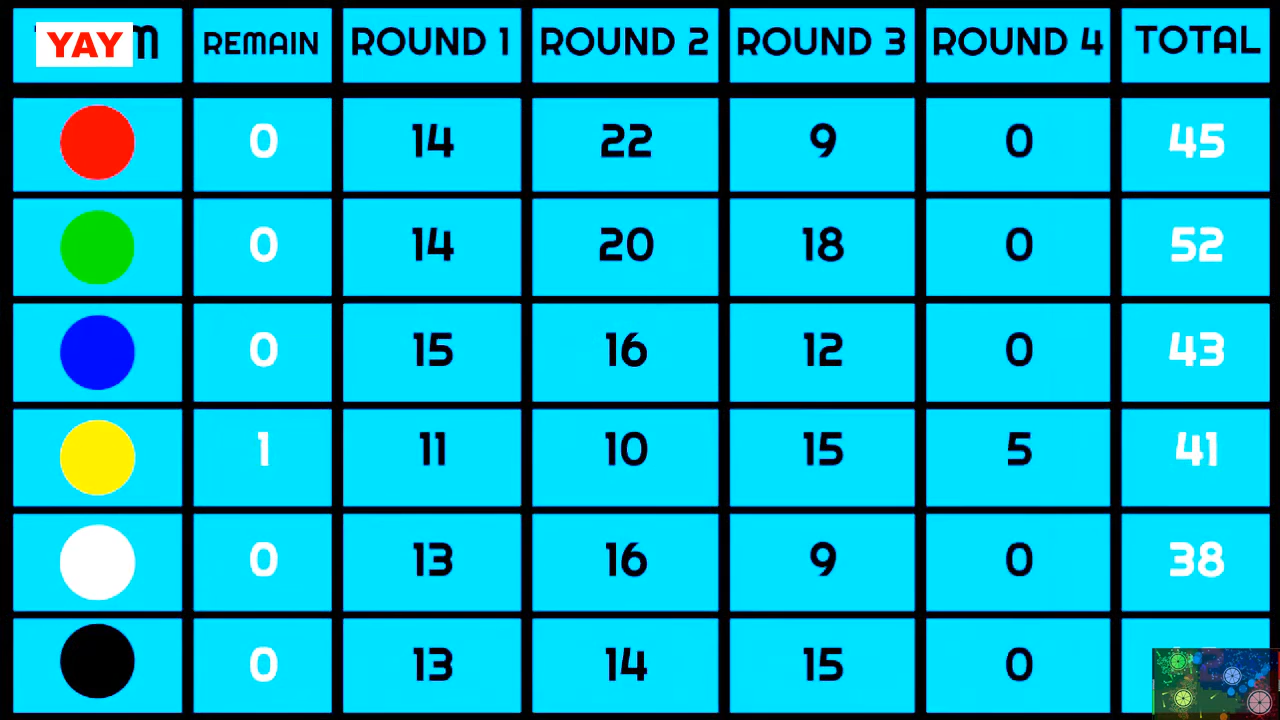 YAY M REMAIN ROUND 1 ROUND 2 ROUND 3 ROUND 4 TOTAL
0 14 22 9 0 45
0 14 20 18 0 52
0 15 16 12 0 43
1 11 10 15 5 41
0 13 16 9 0 38
0 13 14 15 0